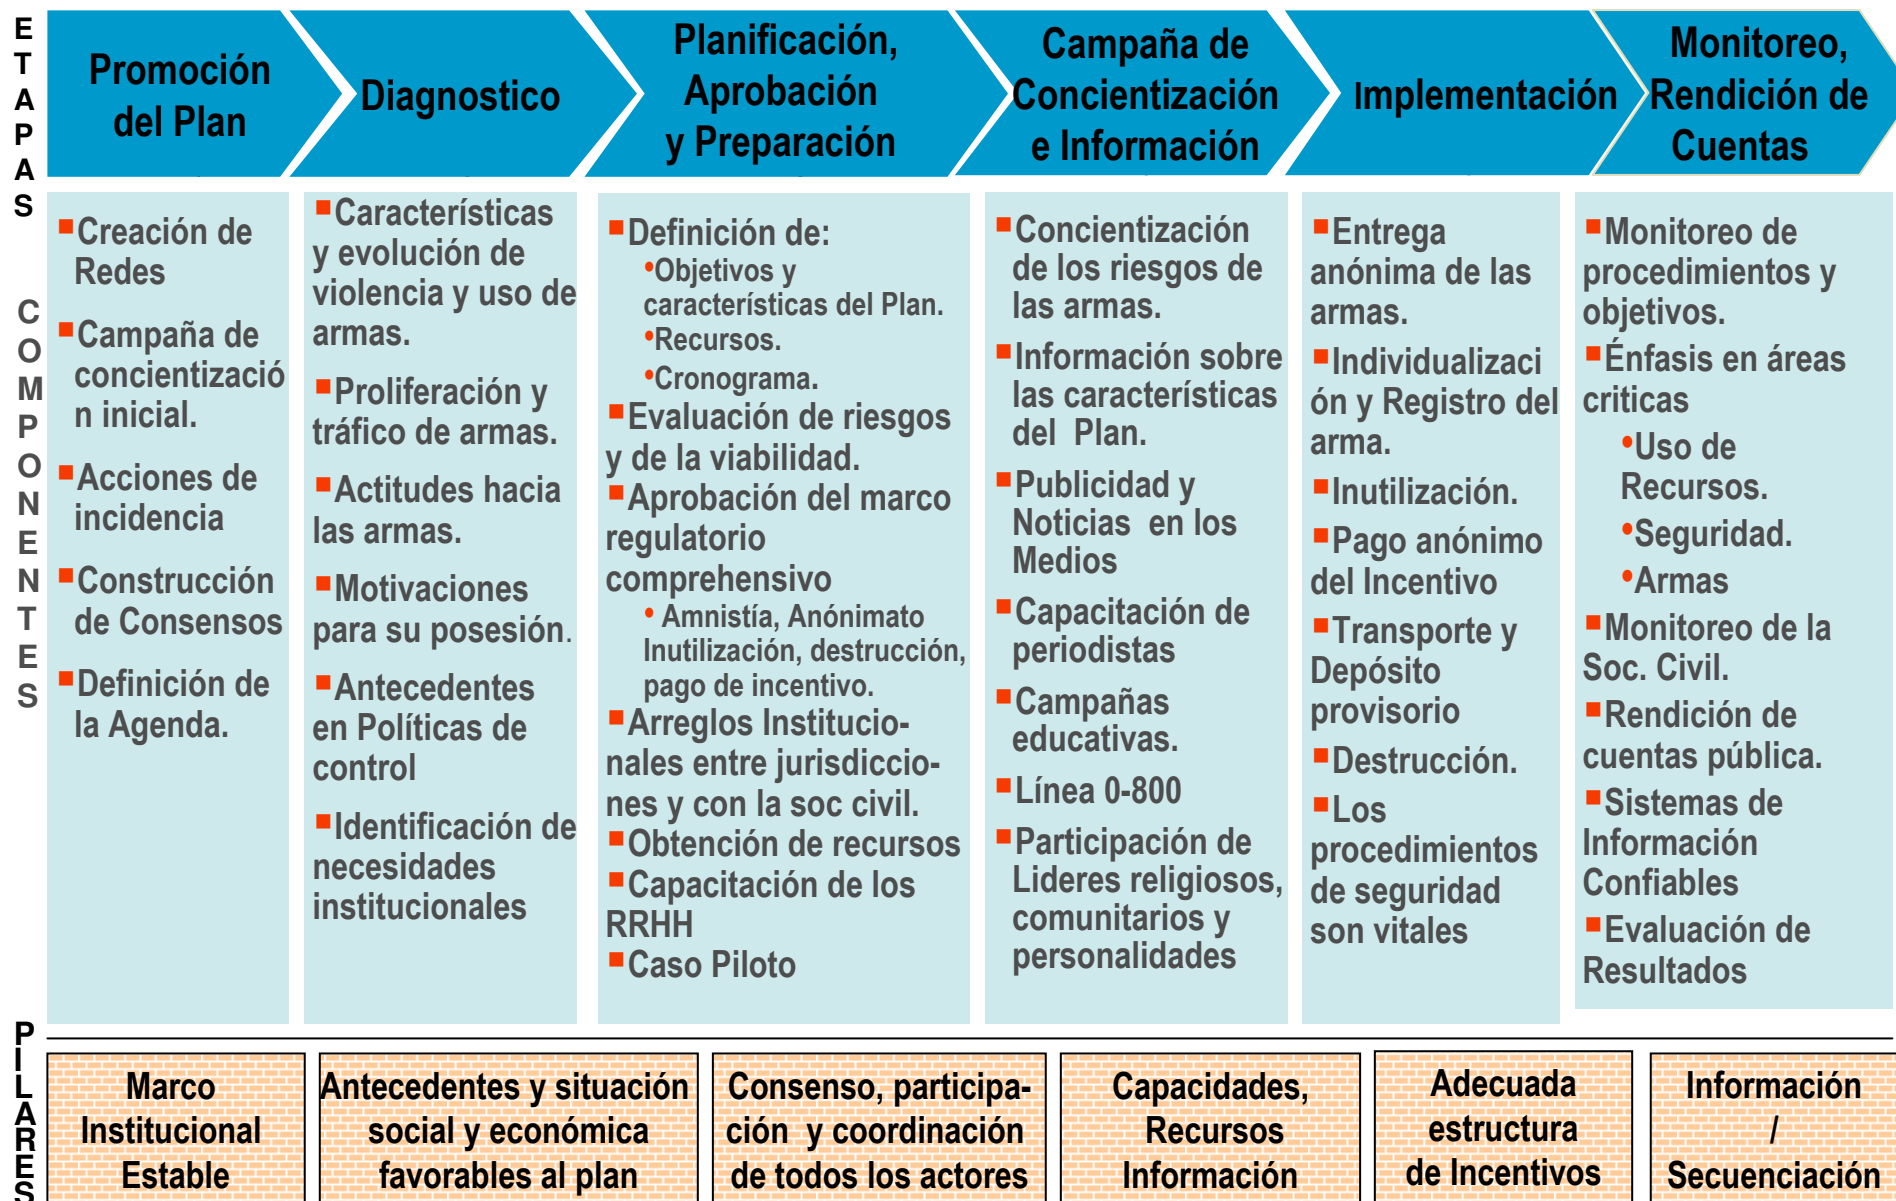 ETAPAS
Promoción
del Plan
Diagnostico
Planificación,
Aprobación
y Preparación
Campaña de
Concientización
e Información
Implementación
Monitoreo,
Rendición de
Cuentas
COMPONENTES
▪Creación de
Redes
▪Campaña de
concientizació
n inicial.
▪Acciones de
incidencia
▪Construcción
de Consensos
▪Definición de
la Agenda.
▪Características
y evolución de
violencia y uso de
armas.
▪Proliferación y
tráfico de armas.
▪Actitudes hacia
las armas.
▪Motivaciones
para su posesión.
▪Antecedentes
en Políticas de
control
▪Identificación de
necesidades
institucionales
▪Definición de:
•Objetivos y
características del Plan.
•Recursos.
•Cronograma.
▪Evaluación de riesgos
y de la viabilidad.
▪Aprobación del marco
regulatorio
comprehensivo
• Amnistía, Anónimato
Inutilización, destrucción,
pago de incentivo.
▪Arreglos Institucio-
nales entre jurisdiccio-
nes y con la soc civil.
▪Obtención de recursos
▪Capacitación de los
RRHH
▪Caso Piloto
▪Concientización
de los riesgos de
las armas.
▪Información sobre
las características
del Plan.
▪Publicidad y
Noticias en los
Medios
▪Capacitación de
periodistas
▪Campañas
educativas.
▪Línea 0-800
▪Participación de
Lideres religiosos,
comunitarios y
personalidades
▪Entrega
anónima de las
armas.
▪Individualizaci
ón y Registro del
arma.
▪Inutilización.
▪Pago anónimo
del Incentivo
▪Transporte y
Depósito
provisorio
▪Destrucción.
▪Los
procedimientos
de seguridad
son vitales
▪Monitoreo de
procedimientos y
objetivos.
▪Énfasis en áreas
criticas
•Uso de
Recursos.
•Seguridad.
•Armas
▪Monitoreo de la
Soc. Civil.
▪Rendición de
cuentas pública.
▪Sistemas de
Información
Confiables
▪Evaluación de
Resultados
PILARES
Marco
Institucional
Estable
Antecedentes y situación
social y económica
favorables al plan
Consenso, participa-
ción y coordinación
de todos los actores
Capacidades,
Recursos
Información
Adecuada
estructura
de Incentivos
Información
/
Secuenciación